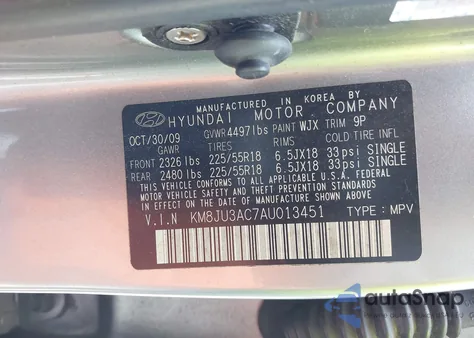 MANUFACTURED IN KOREA BY
HYUNDAI MOTOR COMPANY
OCT/30/09 GVWR 4497lbs PAINT WJX TRIM 9P
GAWR TIRES RIMS COLD TIRE INFL
FRONT 2326 lbs 225/55R18 6.5JX18 33psi SINGLE
REAR 2480 lbs 225/55R18 6.5JX18 33psi SINGLE
THIS VEHICLE CONFORMS TO ALL APPLICABLE U.S.A. FEDERAL
MOTOR VEHICLE SAFETY AND THEFT PREVENTION STANDARDS
IN EFFECT ON THE DATE OF MANUFACTURE SHOWN ABOVE.
V.I.N KM8JU3AC7AU013451 TYPE : MPV
autoSnap